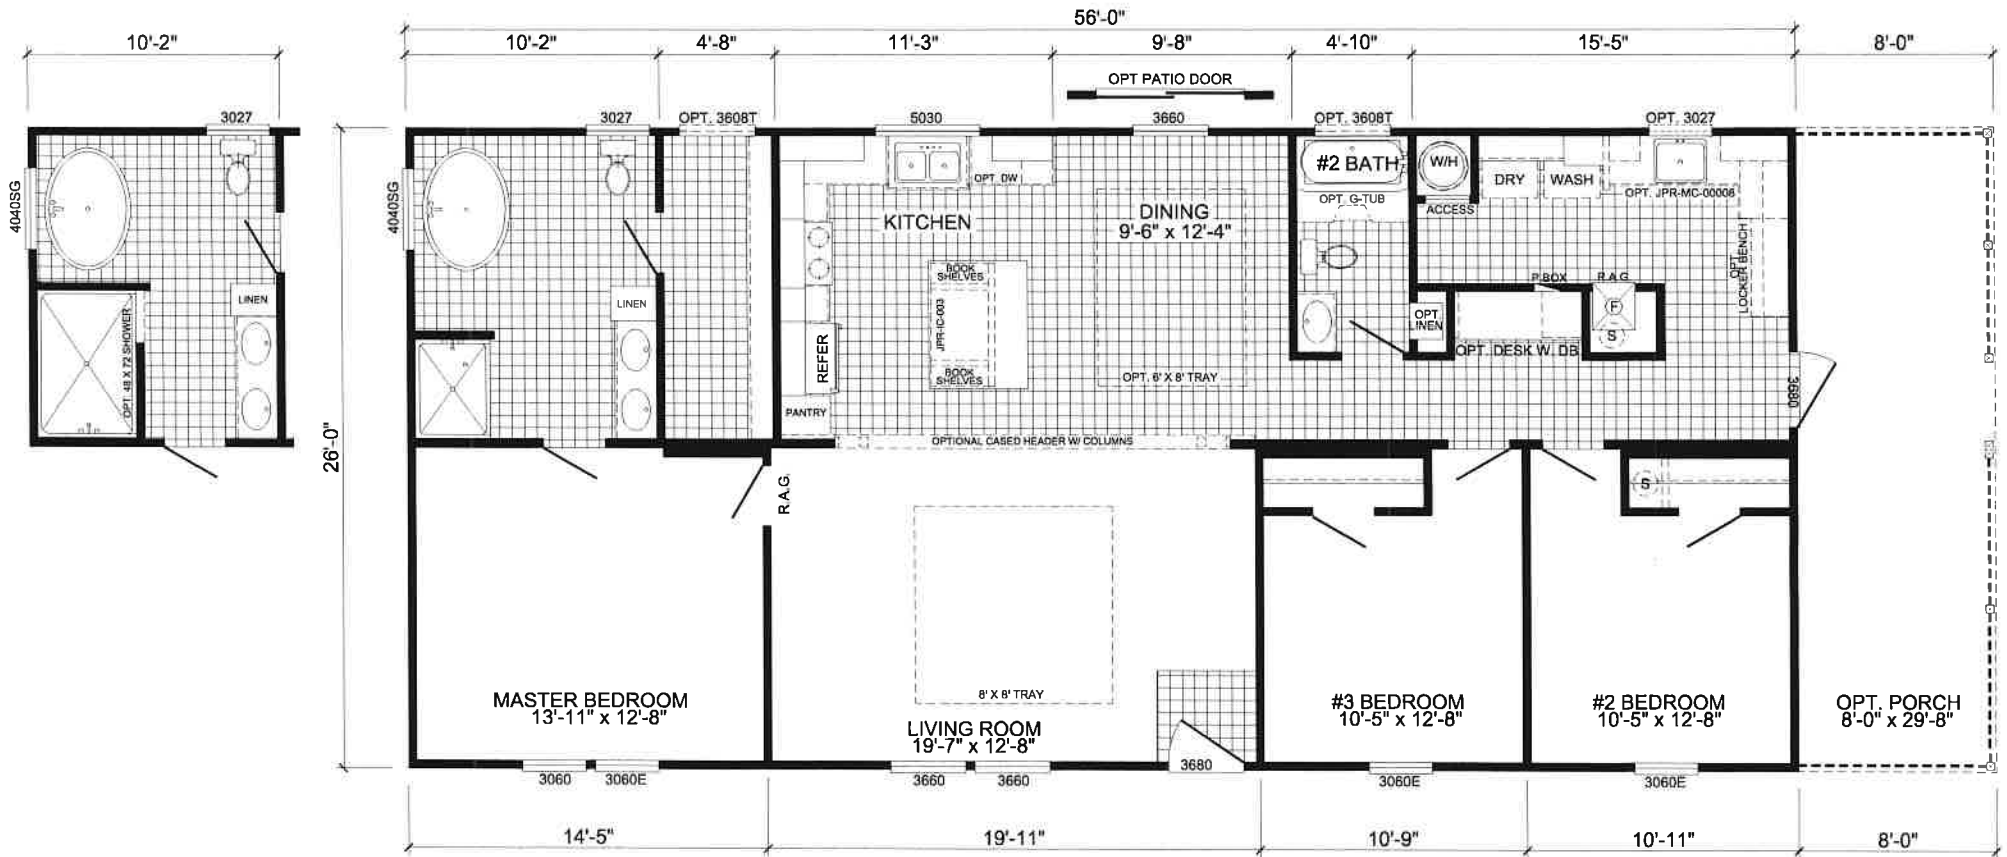 56'-0"
10'-2"
10'-2"
4'-8"
11'-3"
9'-8"
4'-10"
15'-5"
8'-0"
OPT PATIO DOOR
3027
3027
OPT. 3608T
5030
3660
OPT. 3608T
OPT. 3027
4040SG
4040SG
#2 BATH
W/H
DRY
WASH
OPT. DW
OPT. JPR-MC-00006
OPT. G-TUB
ACCESS
KITCHEN
DINING
9'-6" x 12'-4"
OPT.
LOCKER BENCH
BOOK
SHELVES
P.BOX
R.A.G
LINEN
LINEN
JPR-IC-003
F
S
OPT.
LINEN
OPT. 48 X 72 SHOWER
REFER
OPT. DESK W. DB
BOOK
SHELVES
OPT. 6' X 8' TRAY
3680
PANTRY
OPTIONAL CASED HEADER W/ COLUMNS
26'-0"
R.A.G.
S
8' X 8' TRAY
MASTER BEDROOM
13'-11" x 12'-8"
LIVING ROOM
19'-7" x 12'-8"
#3 BEDROOM
10'-5" x 12'-8"
#2 BEDROOM
10'-5" x 12'-8"
OPT. PORCH
8'-0" x 29'-8"
3060
3060E
3660
3660
3680
3060E
3060E
14'-5"
19'-11"
10'-9"
10'-11"
8'-0"